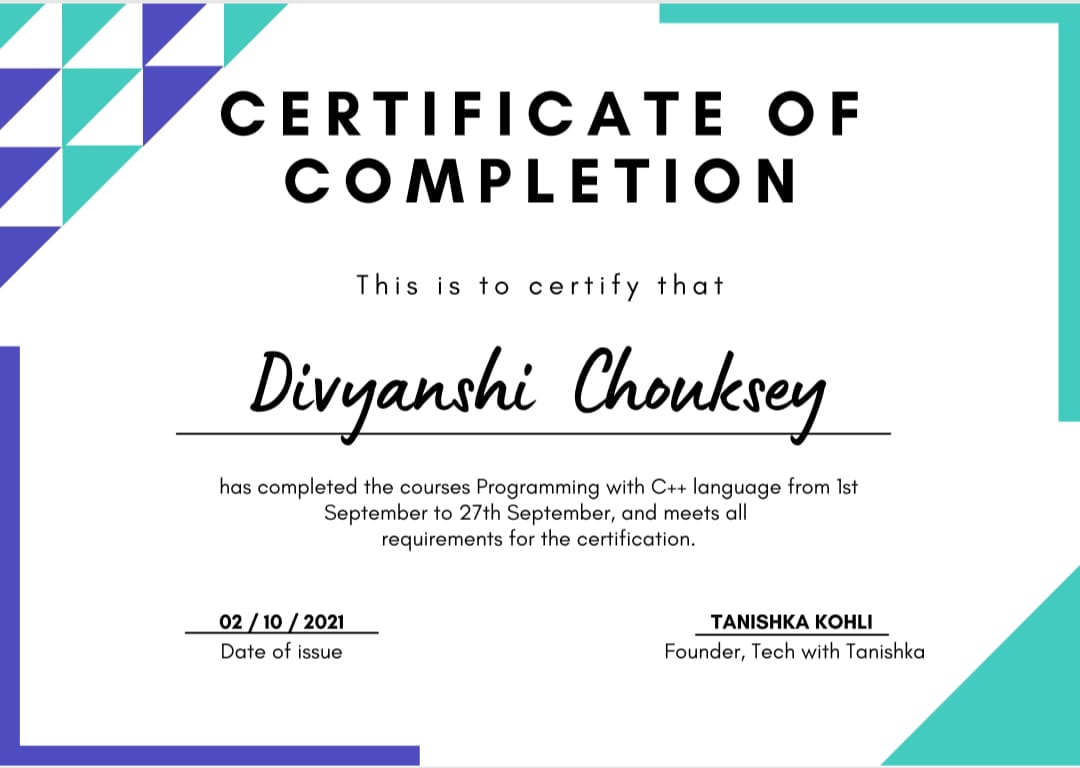 CERTIFICATE OF
COMPLETION
This is to certify that
Divyanshi Chouksey
has completed the courses Programming with C++ language from 1st
September to 27th September, and meets all
requirements for the certification.
02 / 10 / 2021
Date of issue
TANISHKA KOHLI
Founder, Tech with Tanishka